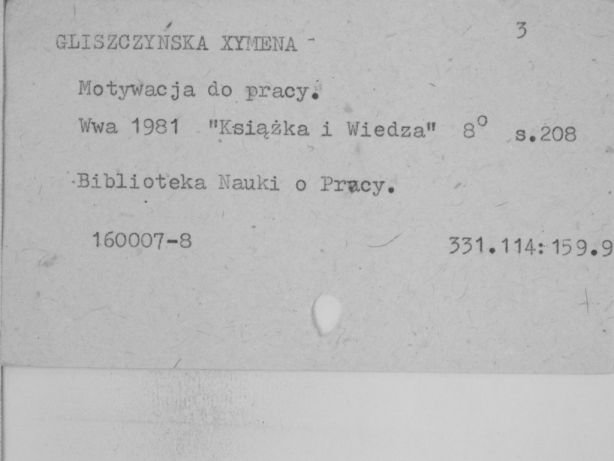 3
GLISZCZYŃSKA XYMENA -
Motywacja do pracy.
Wwa 1981 "Książka i Wiedza" 8° s.208
Biblioteka Nauki o Pracy.
160007-8 331.114:159.9